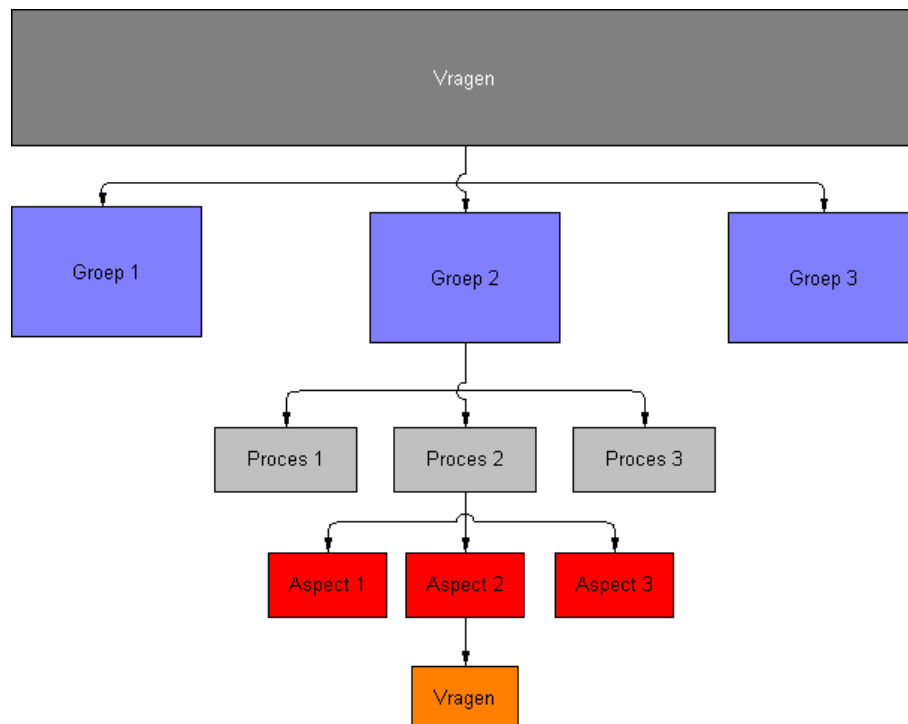 Vragen
Groep 1
Groep 2
Groep 3
Proces 1
Proces 2
Proces 3
Aspect 1
Aspect 2
Aspect 3
Vragen